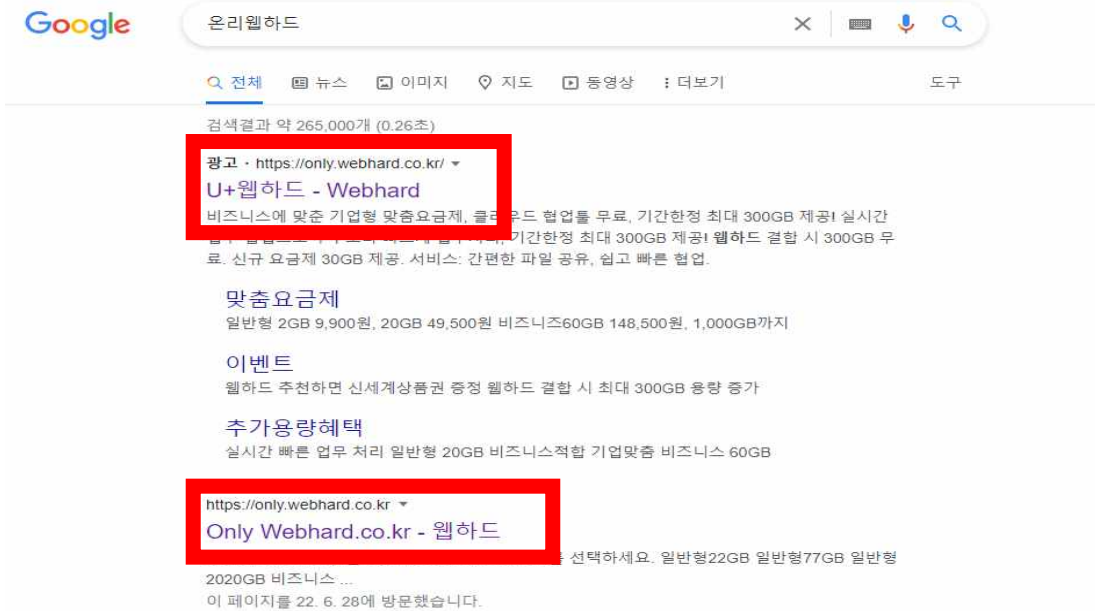 Google
온리웹하드
전체 뉴스 이미지 지도 동영상 더보기 도구
검색결과 약 265,000개 (0.26초)
광고 · https://only.webhard.co.kr/
U+웹하드 - Webhard
비즈니스에 맞춘 기업형 맞춤요금제, 클라우드 협업툴 무료, 기간한정 최대 300GB 제공! 실시간
기간한정 최대 300GB 제공! 웹하드 결합 시 300GB 무
료. 신규 요금제 30GB 제공. 서비스: 간편한 파일 공유, 쉽고 빠른 협업.
맞춤요금제
일반형 2GB 9,900원, 20GB 49,500원 비즈니즈60GB 148,500원, 1,000GB까지
이벤트
웹하드 추천하면 신세계상품권 증정 웹하드 결합 시 최대 300GB 용량 증가
추가용량혜택
실시간 빠른 업무 처리 일반형 20GB 비즈니스적합 기업맞춤 비즈니스 60GB
https://only.webhard.co.kr
Only Webhard.co.kr - 웹하드
선택하세요. 일반형22GB 일반형77GB 일반형
2020GB 비즈니스 ...
이 페이지를 22. 6. 28에 방문했습니다.